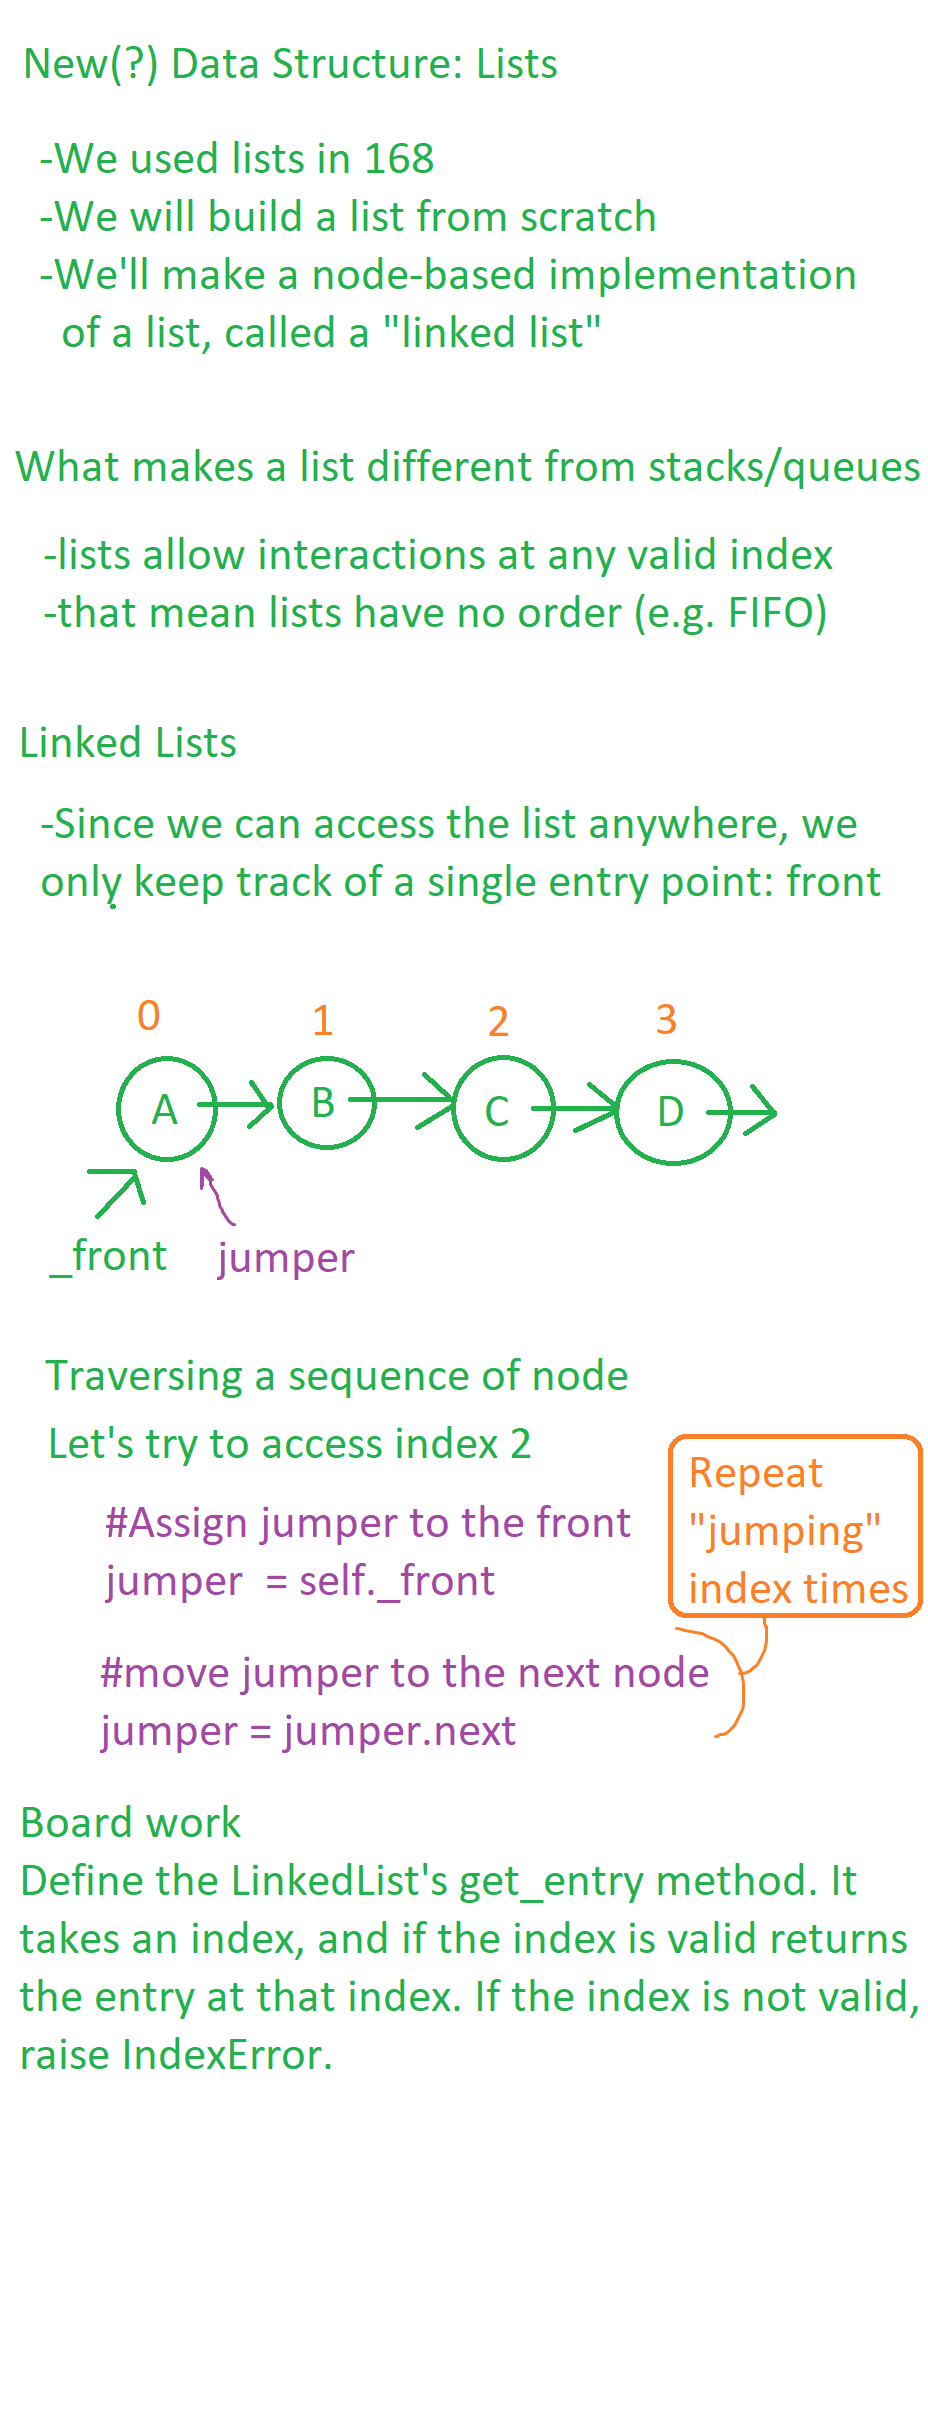 New(?) Data Structure: Lists
-We used lists in 168
-We will build a list from scratch
-We'll make a node-based implementation
of a list, called a "linked list"
What makes a list different from stacks/queues
-lists allow interactions at any valid index
-that mean lists have no order (e.g. FIFO)
Linked Lists
-Since we can access the list anywhere, we
only keep track of a single entry point: front
0 1 2 3
A B C D
_front jumper
Traversing a sequence of node
Let's try to access index 2
#Assign jumper to the front
jumper  = self._front
Repeat
"jumping"
index times
#move jumper to the next node
jumper = jumper.next
Board work
Define the LinkedList's get_entry method. It
takes an index, and if the index is valid returns
the entry at that index. If the index is not valid,
raise IndexError.